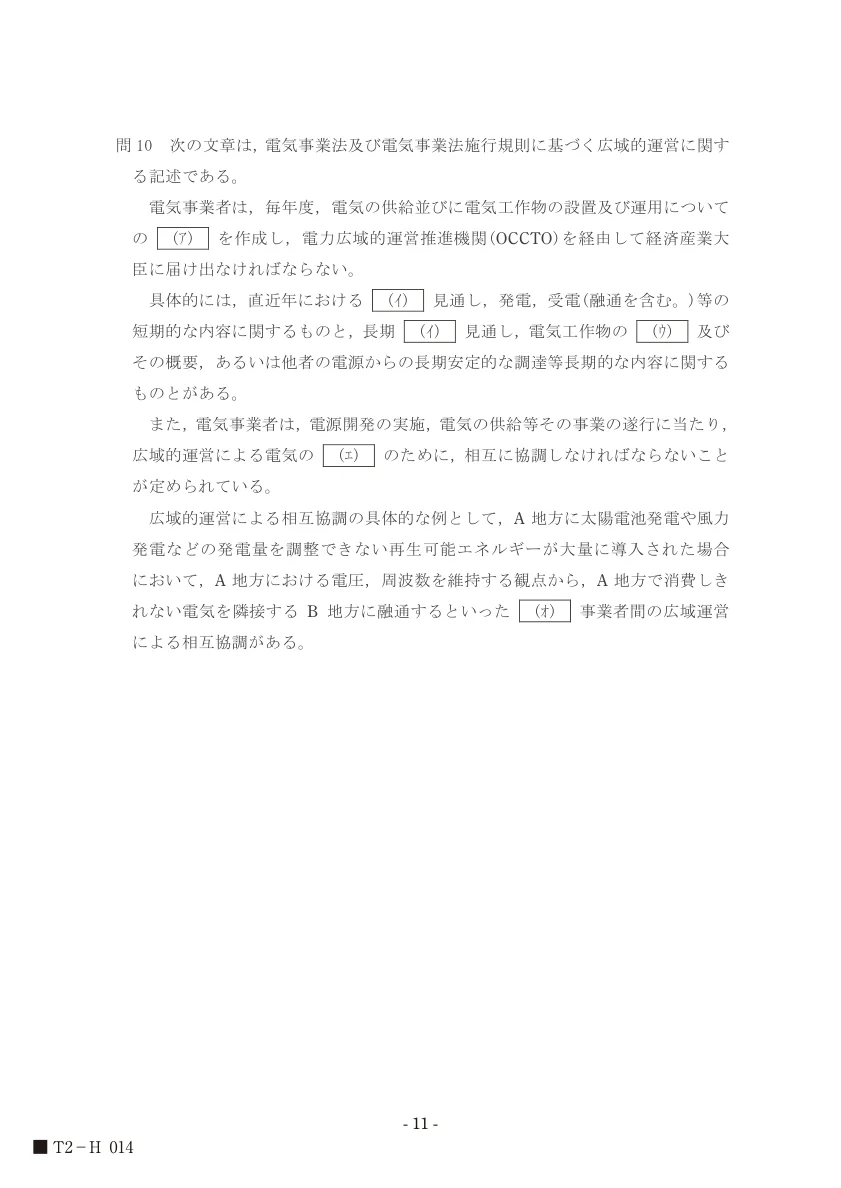 問10　次の文章は，電気事業法及び電気事業法施行規則に基づく広域的運営に関す
る記述である。
電気事業者は，毎年度，電気の供給並びに電気工作物の設置及び運用について
の （ア） を作成し，電力広域的運営推進機関（OCCTO）を経由して経済産業大
臣に届け出なければならない。
具体的には，直近年における （イ） 見通し，発電，受電（融通を含む。）等の
短期的な内容に関するものと，長期 （イ） 見通し，電気工作物の （ウ） 及び
その概要，あるいは他者の電源からの長期安定的な調達等長期的な内容に関する
ものとがある。
また，電気事業者は，電源開発の実施，電気の供給等その事業の遂行に当たり，
広域的運営による電気の （エ） のために，相互に協調しなければならないこと
が定められている。
広域的運営による相互協調の具体的な例として，A 地方に太陽電池発電や風力
発電などの発電量を調整できない再生可能エネルギーが大量に導入された場合
において，A 地方における電圧，周波数を維持する観点から，A 地方で消費しき
れない電気を隣接する B 地方に融通するといった （オ） 事業者間の広域運営
による相互協調がある。
- 11 -
■ T2－H 014